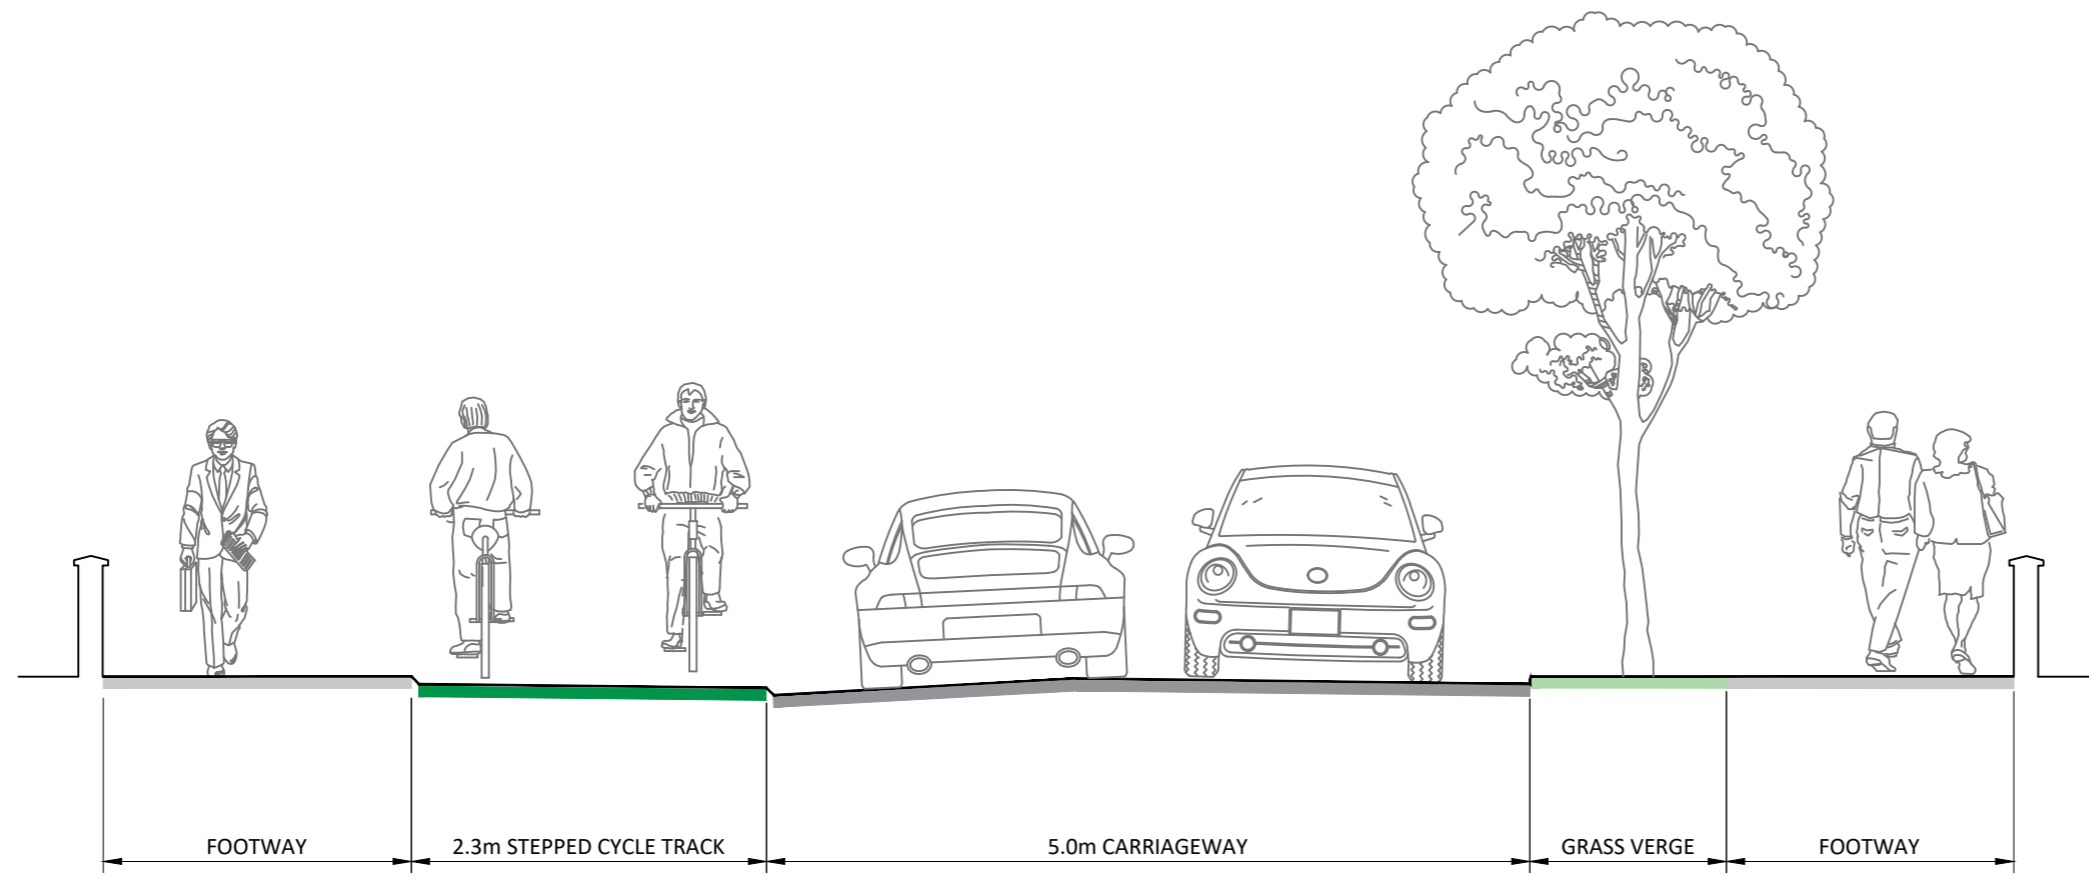 FOOTWAY
2.3m STEPPED CYCLE TRACK
5.0m CARRIAGEWAY
GRASS VERGE
FOOTWAY